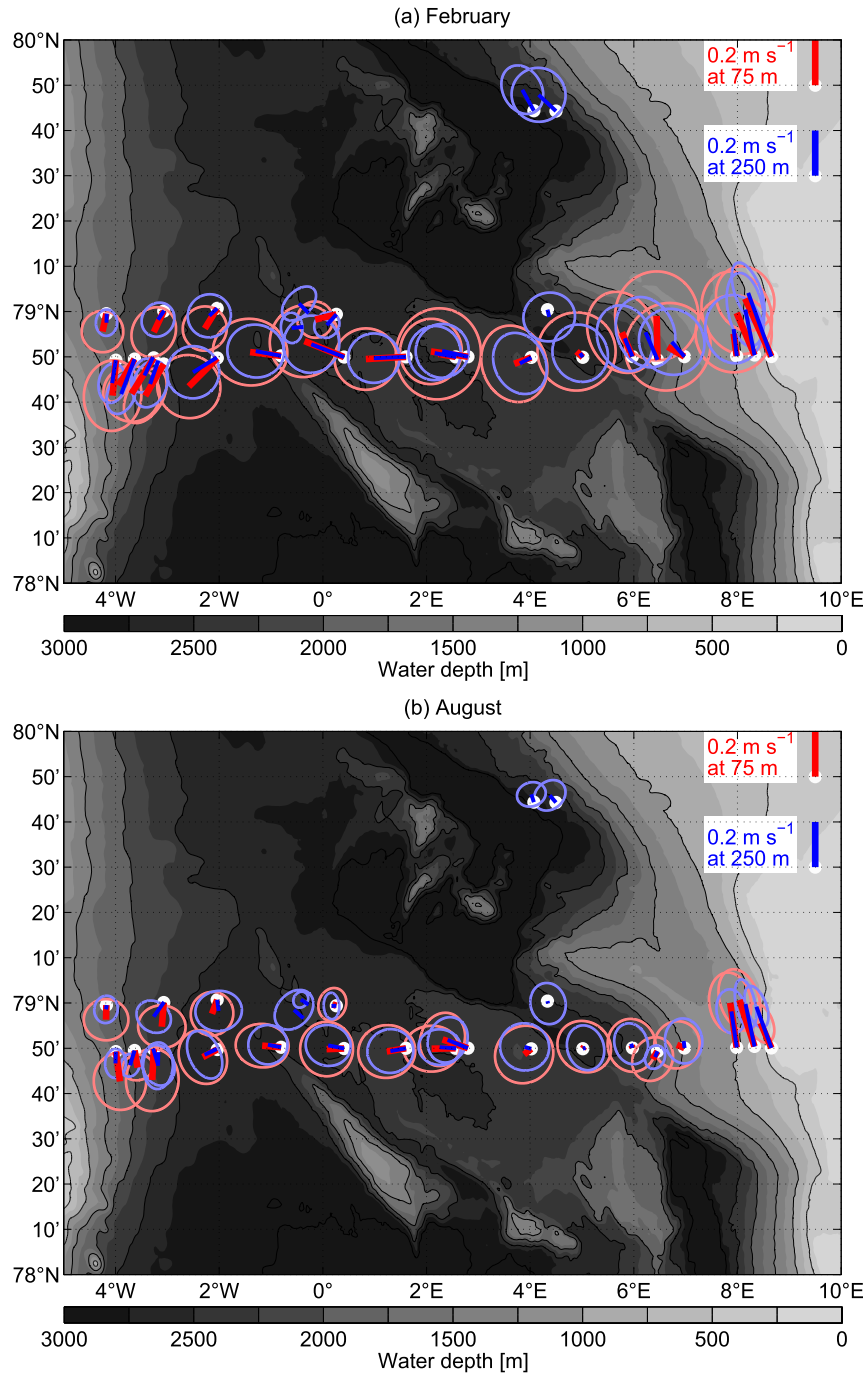 (a) February
80°N
50'
40'
30'
20'
10'
79°N
50'
40'
30'
20'
10'
78°N
0.2 m s⁻¹
at 75 m
0.2 m s⁻¹
at 250 m
4°W 2°W 0° 2°E 4°E 6°E 8°E 10°E
3000 2500 2000 1500 1000 500 0
Water depth [m]
(b) August
80°N
50'
40'
30'
20'
10'
79°N
50'
40'
30'
20'
10'
78°N
0.2 m s⁻¹
at 75 m
0.2 m s⁻¹
at 250 m
4°W 2°W 0° 2°E 4°E 6°E 8°E 10°E
3000 2500 2000 1500 1000 500 0
Water depth [m]